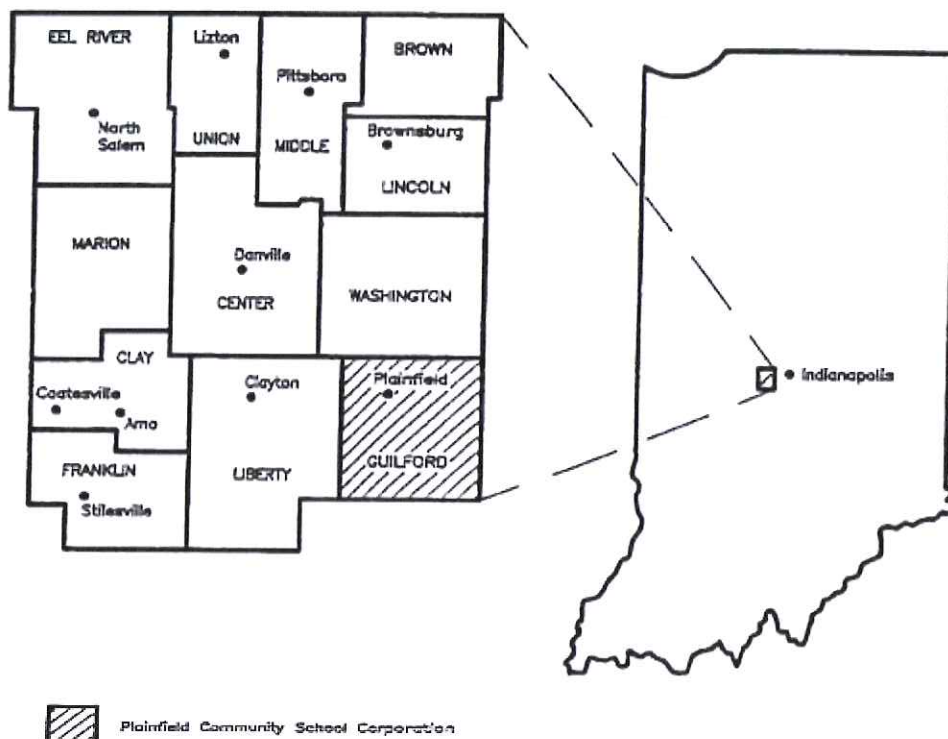 EEL RIVER
Lizton
BROWN
Pittsboro
North
Salem
UNION
MIDDLE
Brownsburg
LINCOLN
MARION
Danville
CENTER
WASHINGTON
CLAY
Coatesville
Amo
Clayton
Plainfield
Indianapolis
FRANKLIN
Stilesville
LIBERTY
GUILFORD
Plainfield Community School Corporation